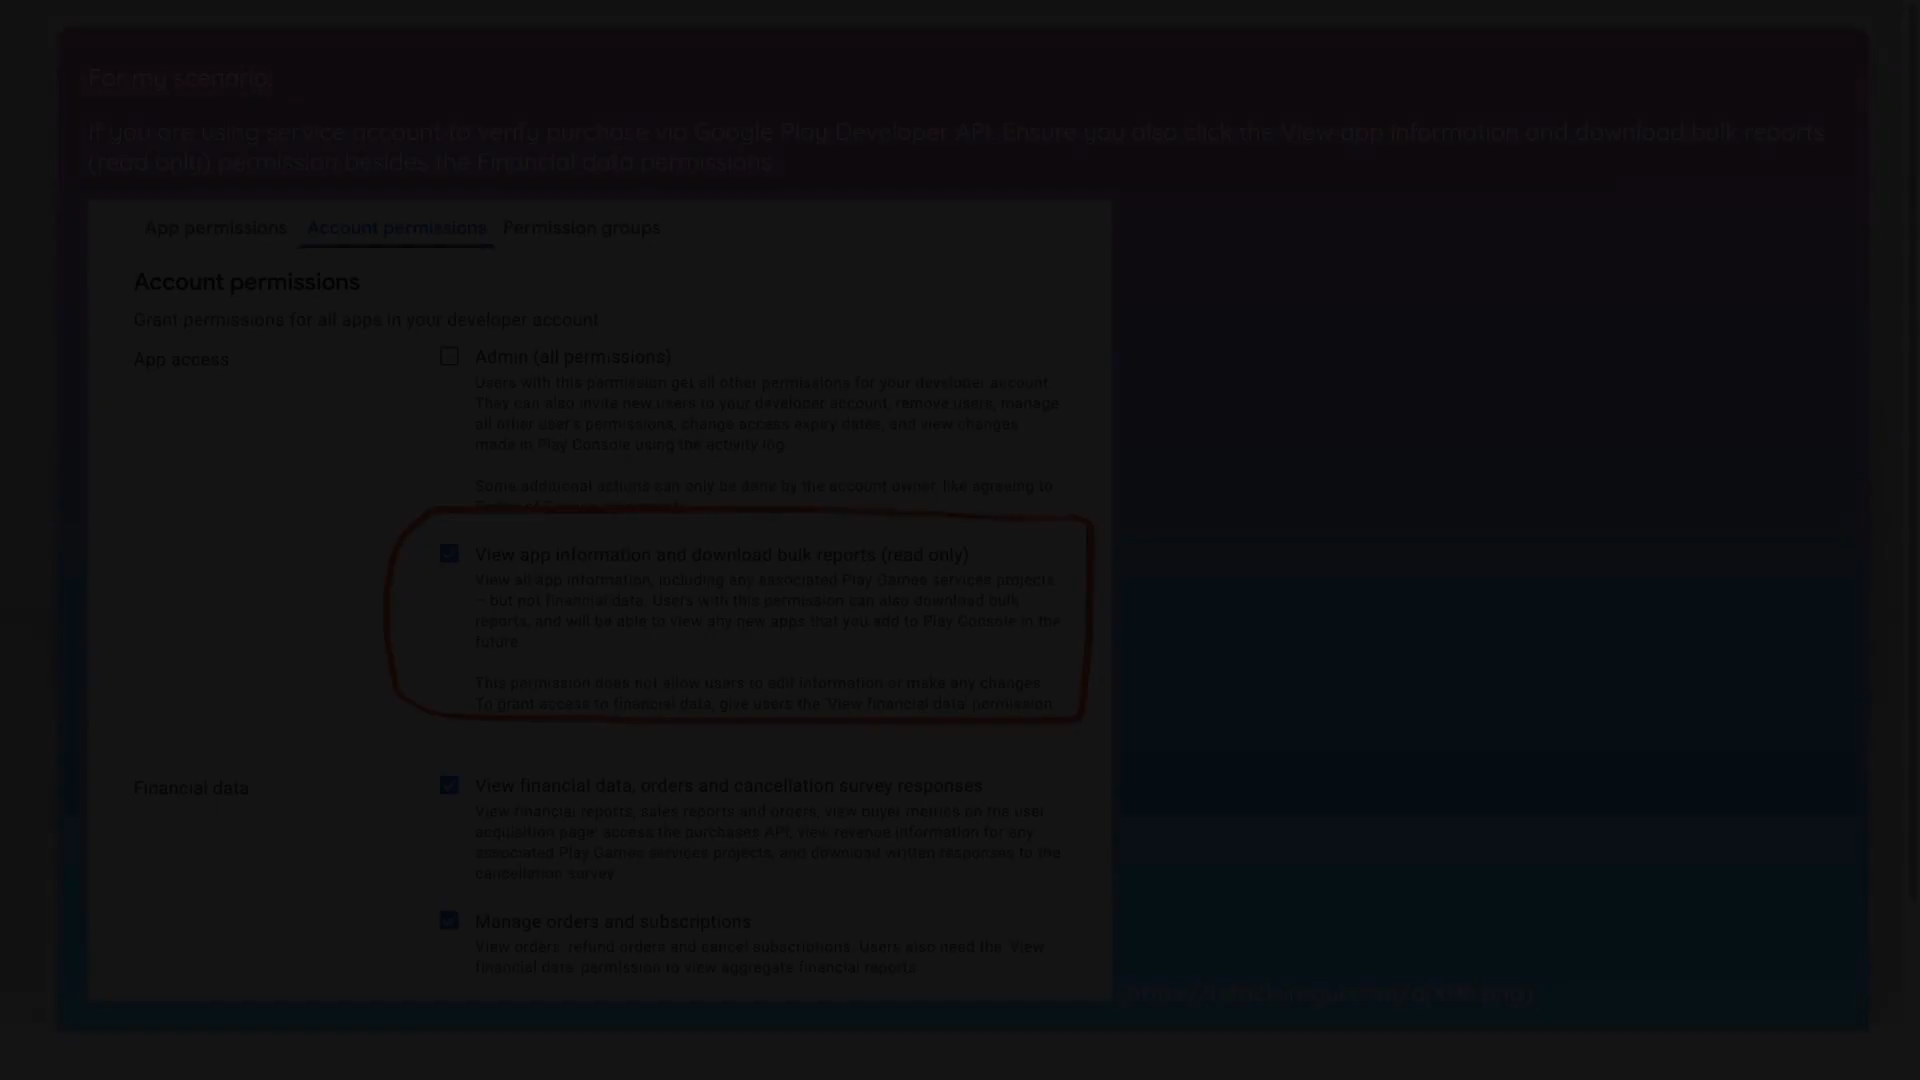 For my scenario:
If you are using service account to verify purchase via Google Play Developer API. Ensure you also click the View app information and download bulk reports
(read only) permission besides the Financial data permissions.
App permissions Account permissions Permission groups
Account permissions
Grant permissions for all apps in your developer account
App access
Admin (all permissions)
Users with this permission get all other permissions for your developer account.
They can also invite new users to your developer account, remove users, manage
all other user's permissions, change access expiry dates, and view changes
made in Play Console using the activity log.
Some additional actions can only be done by the account owner, like agreeing to
View app information and download bulk reports (read only)
View all app information, including any associated Play Games services projects
– but not financial data. Users with this permission can also download bulk
reports, and will be able to view any new apps that you add to Play Console in the
future.
This permission does not allow users to edit information or make any changes.
To grant access to financial data, give users the 'View financial data' permission.
Financial data
View financial data, orders and cancellation survey responses
View financial reports, sales reports and orders, view buyer metrics on the user
acquisition page, access the purchases API, view revenue information for any
associated Play Games services projects, and download written responses to the
cancellation survey
Manage orders and subscriptions
View orders, refund orders and cancel subscriptions. Users also need the 'View
financial data' permission to view aggregate financial reports.